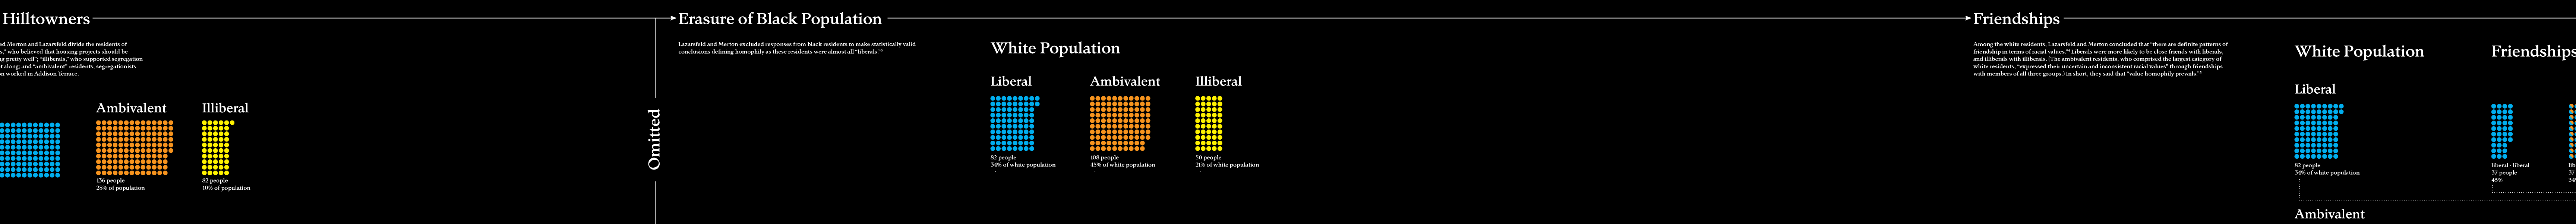 Hilltowners
ed Merton and Lazarsfeld divide the residents of
s,” who believed that housing projects should be
ng pretty well”; “illiberals,” who supported segregation
t along; and “ambivalent” residents, segregationists
on worked in Addison Terrace.
Ambivalent
136 people
28% of population
Illiberal
82 people
10% of population
Omitted
Erasure of Black Population
Lazarsfeld and Merton excluded responses from black residents to make statistically valid
conclusions defining homophily as these residents were almost all “liberals.”
White Population
Liberal
82 people
34% of white population
Ambivalent
108 people
45% of white population
Illiberal
50 people
21% of white population
Friendships
Among the white residents, Lazarsfeld and Merton concluded that “there are definite patterns of
friendship in terms of racial values.” Liberals were more likely to be close friends with liberals,
and illiberals with illiberals. (The ambivalent residents, who comprised the largest category of
white residents, “expressed their uncertain and inconsistent racial values” through friendships
with members of all three groups.) In short, they said that “value homophily prevails.”
White Population
Liberal
82 people
34% of white population
Ambivalent
Friendships
liberal - liberal
37 people
45%
lib
37
34%